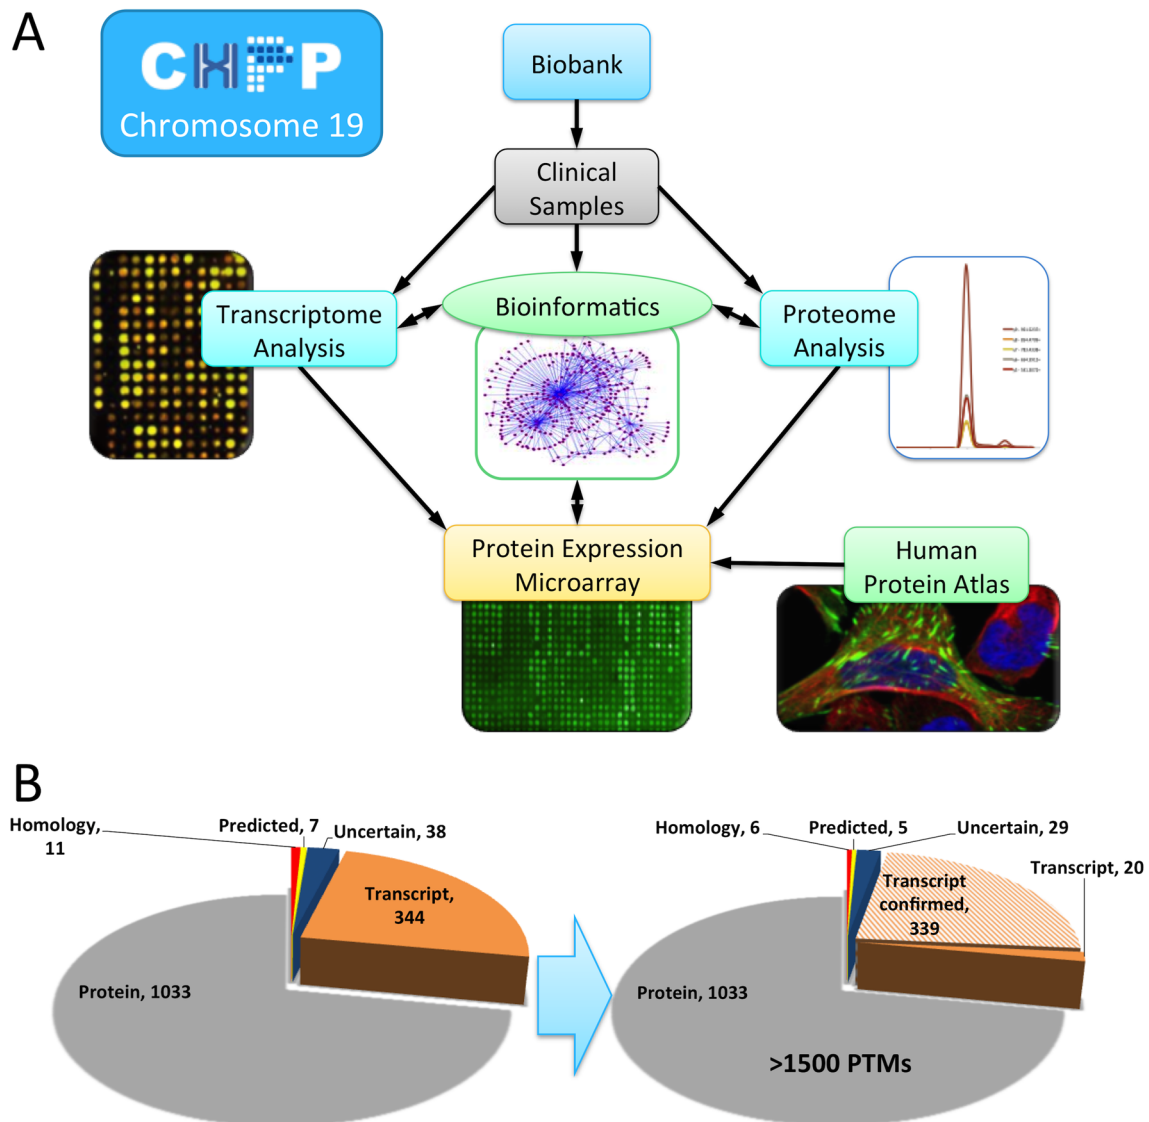 A
CHPP
Chromosome 19
Biobank
Clinical
Samples
Transcriptome
Analysis
Bioinformatics
Proteome
Analysis
Protein Expression
Microarray
Human
Protein Atlas
B
Homology,
11
Predicted, 7
Uncertain, 38
Transcript,
344
Protein, 1033
Homology, 6
Predicted, 5
Uncertain, 29
Transcript, 20
Transcript
confirmed,
339
Protein, 1033
>1500 PTMs